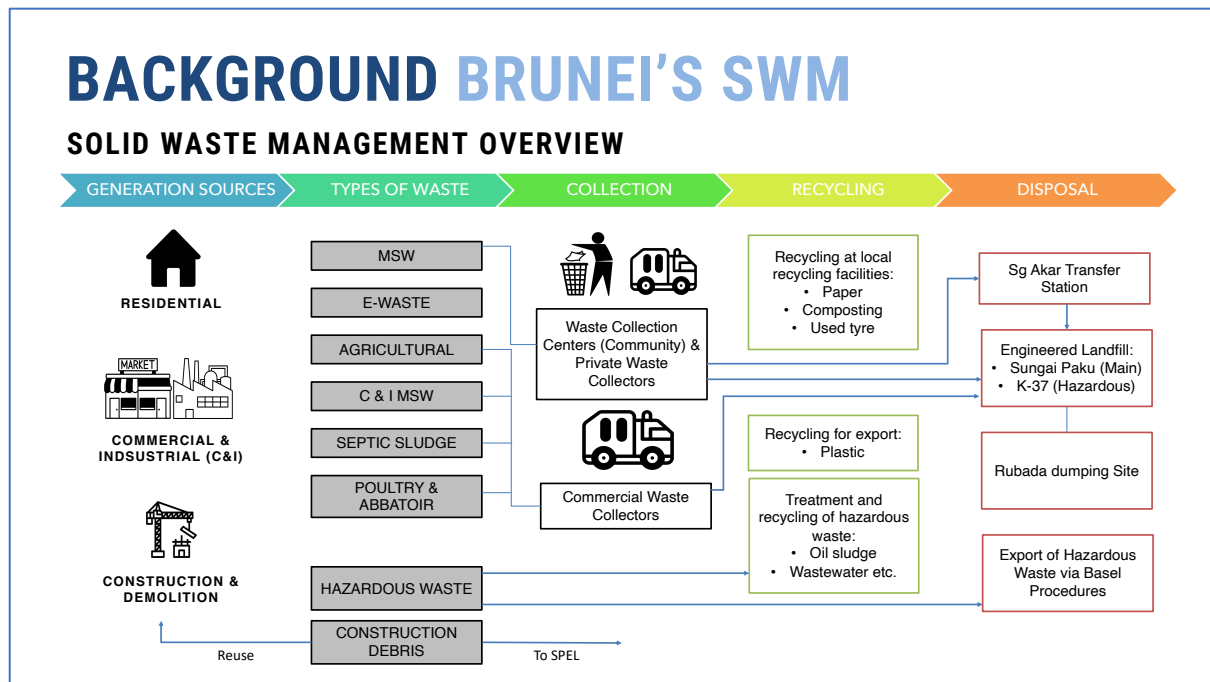 BACKGROUND BRUNEI’S SWM
SOLID WASTE MANAGEMENT OVERVIEW
GENERATION SOURCES
TYPES OF WASTE
COLLECTION
RECYCLING
DISPOSAL
RESIDENTIAL
MARKET
COMMERCIAL &
INDSUSTRIAL (C&I)
CONSTRUCTION &
DEMOLITION
MSW
E-WASTE
AGRICULTURAL
C & I MSW
SEPTIC SLUDGE
POULTRY &
ABBATOIR
HAZARDOUS WASTE
CONSTRUCTION
DEBRIS
Reuse
To SPEL
Waste Collection
Centers (Community) &
Private Waste
Collectors
Commercial Waste
Collectors
Recycling at local
recycling facilities:
• Paper
• Composting
• Used tyre
Recycling for export:
• Plastic
Treatment and
recycling of hazardous
waste:
• Oil sludge
• Wastewater etc.
Sg Akar Transfer
Station
Engineered Landfill:
• Sungai Paku (Main)
• K-37 (Hazardous)
Rubada dumping Site
Export of Hazardous
Waste via Basel
Procedures